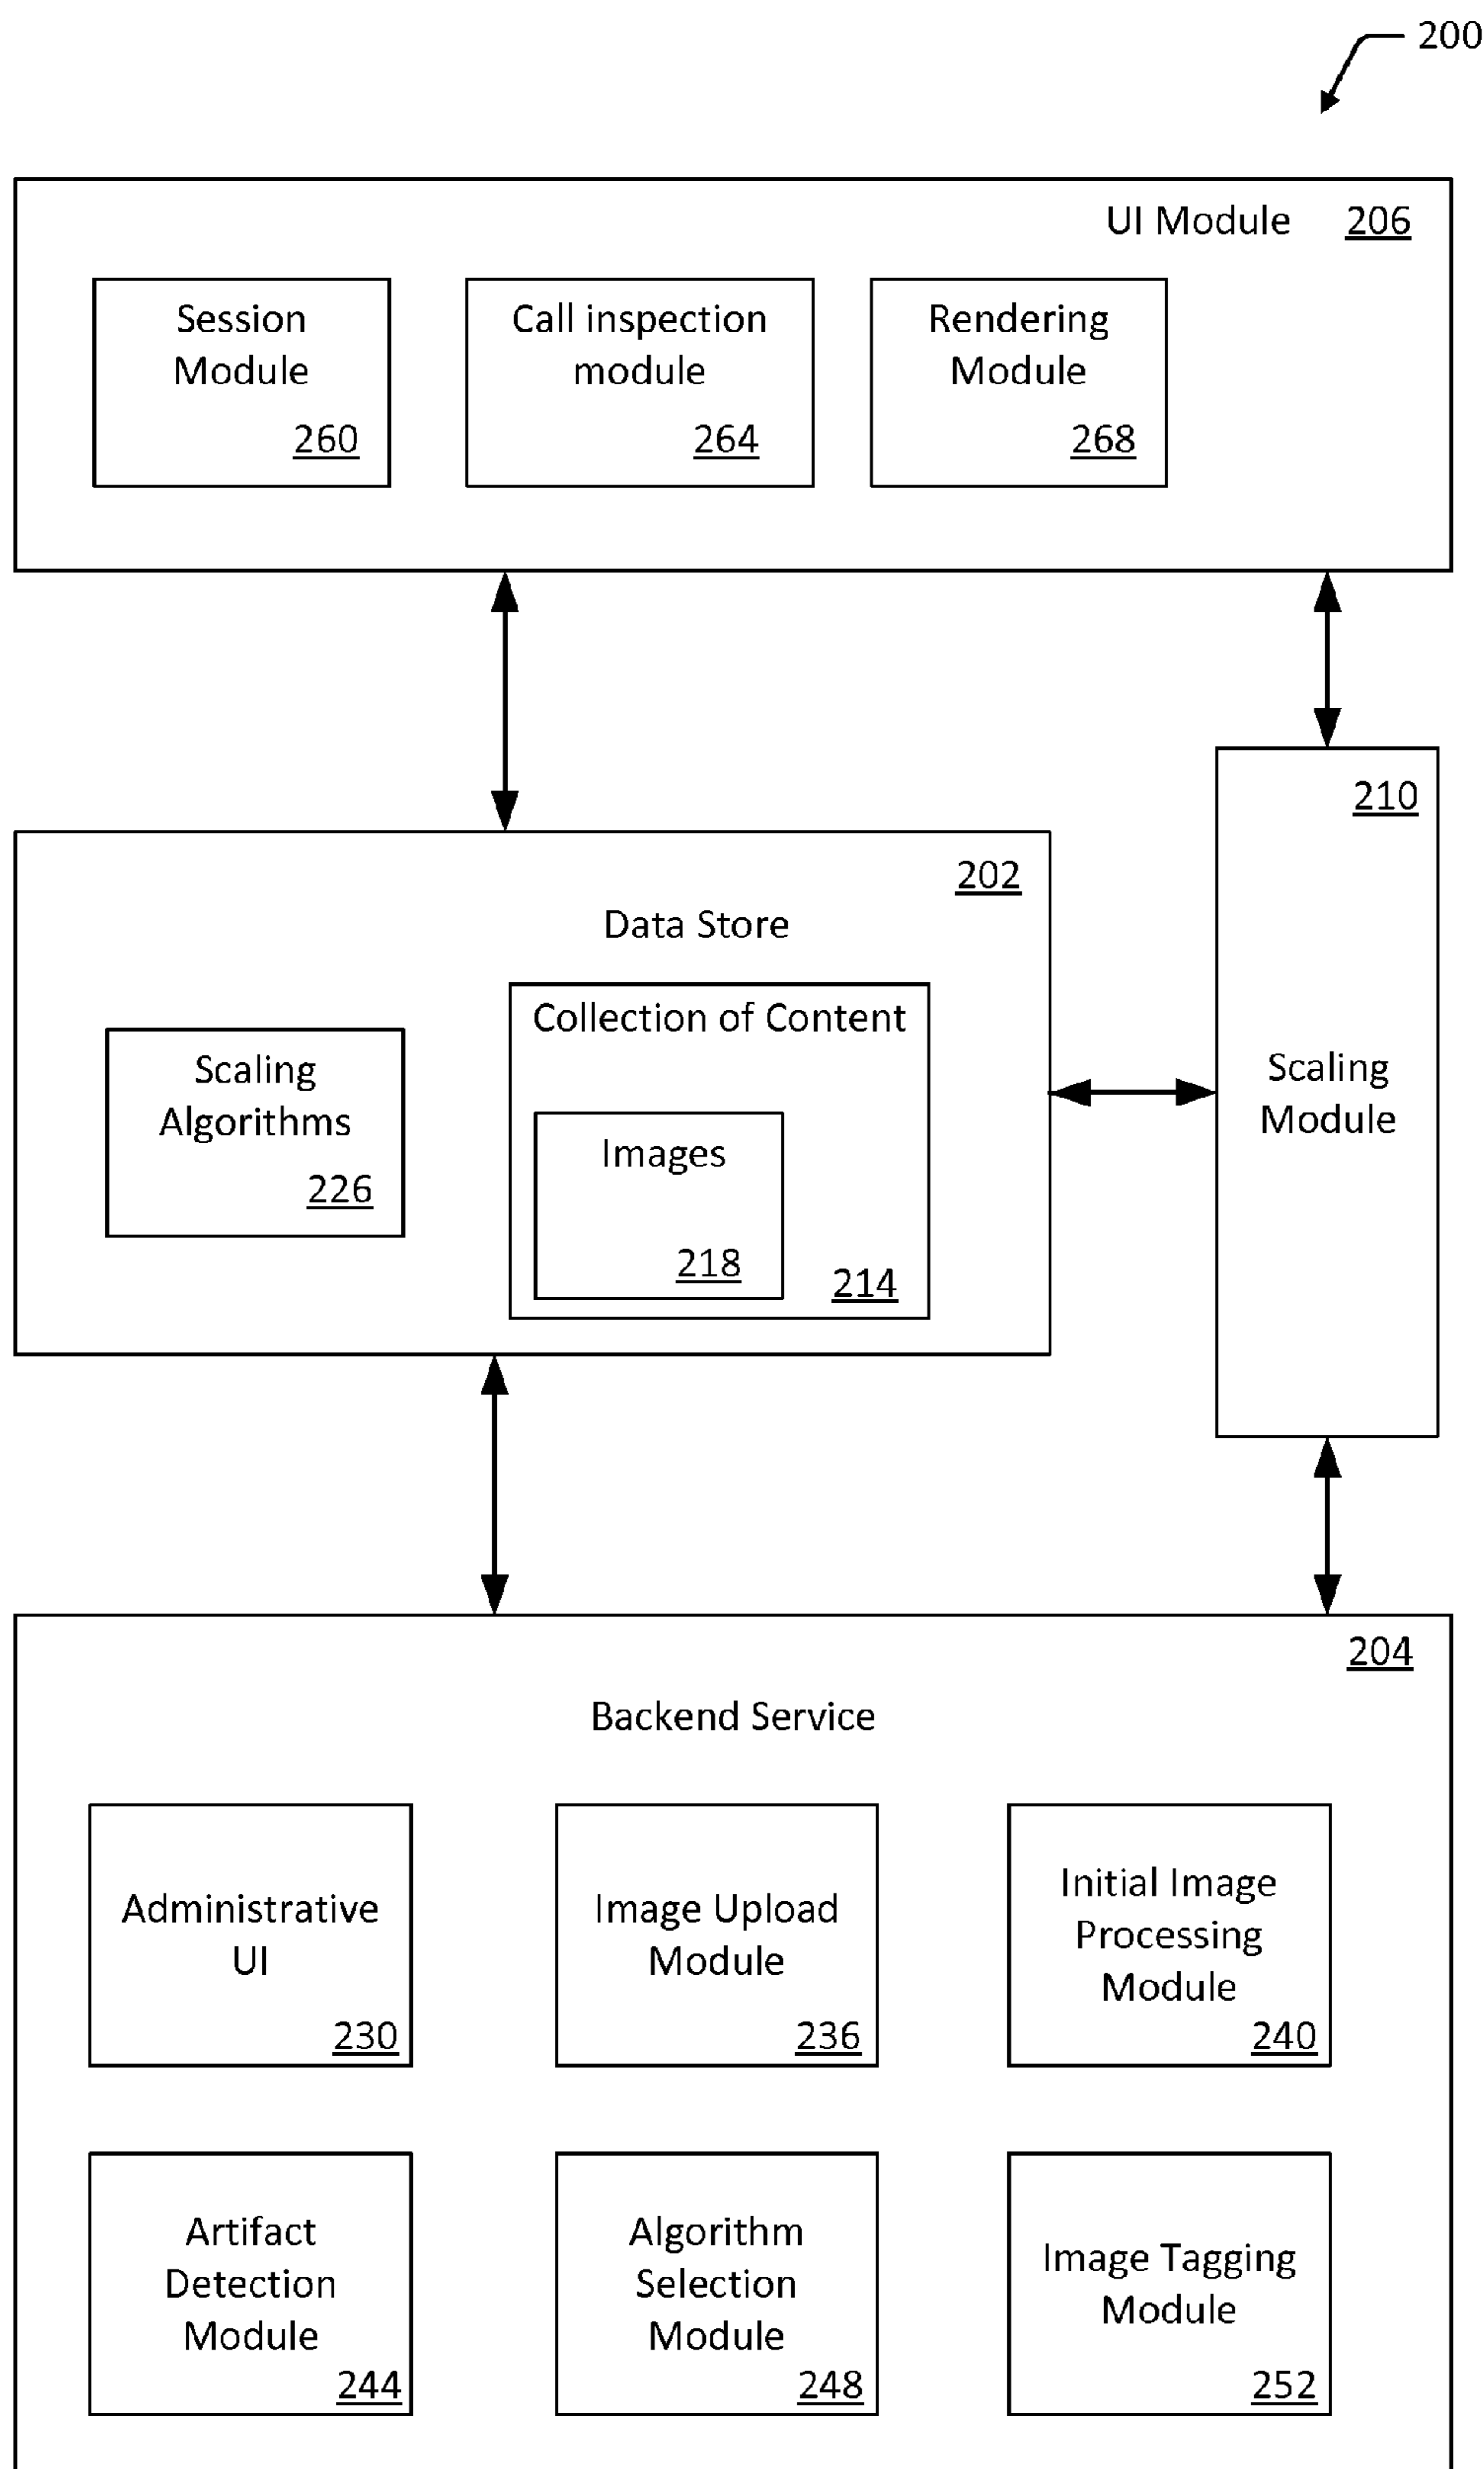 200
UI Module 206
Session
Module
260
Call inspection
module
264
Rendering
Module
268
210
Scaling
Module
202
Data Store
Scaling
Algorithms
226
Collection of Content
Images
218
214
204
Backend Service
Administrative
UI
230
Image Upload
Module
236
Initial Image
Processing
Module
240
Artifact
Detection
Module
244
Algorithm
Selection
Module
248
Image Tagging
Module
252